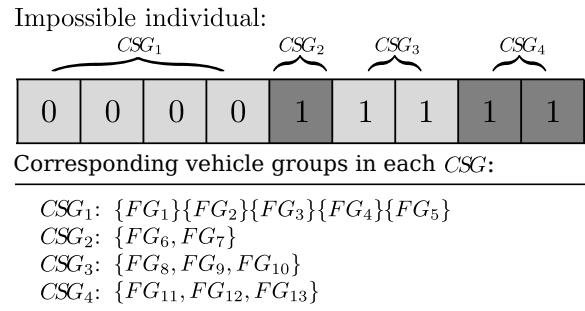 Impossible individual:
CSG₁ CSG₂ CSG₃ CSG₄
0 0 0 0 1 1 1 1 1
Corresponding vehicle groups in each CSG:
CSG₁: {FG₁}{FG₂}{FG₃}{FG₄}{FG₅}
CSG₂: {FG₆, FG₇}
CSG₃: {FG₈, FG₉, FG₁₀}
CSG₄: {FG₁₁, FG₁₂, FG₁₃}